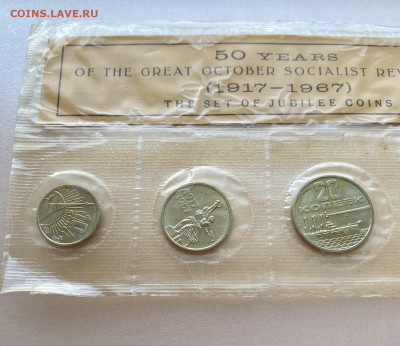 COINS.LAVE.RU
50 YEARS
OF THE GREAT OCTOBER SOCIALIST REV
(1917–1967)
THE SET OF JUBILEE COINS
20
КОПЕЕК